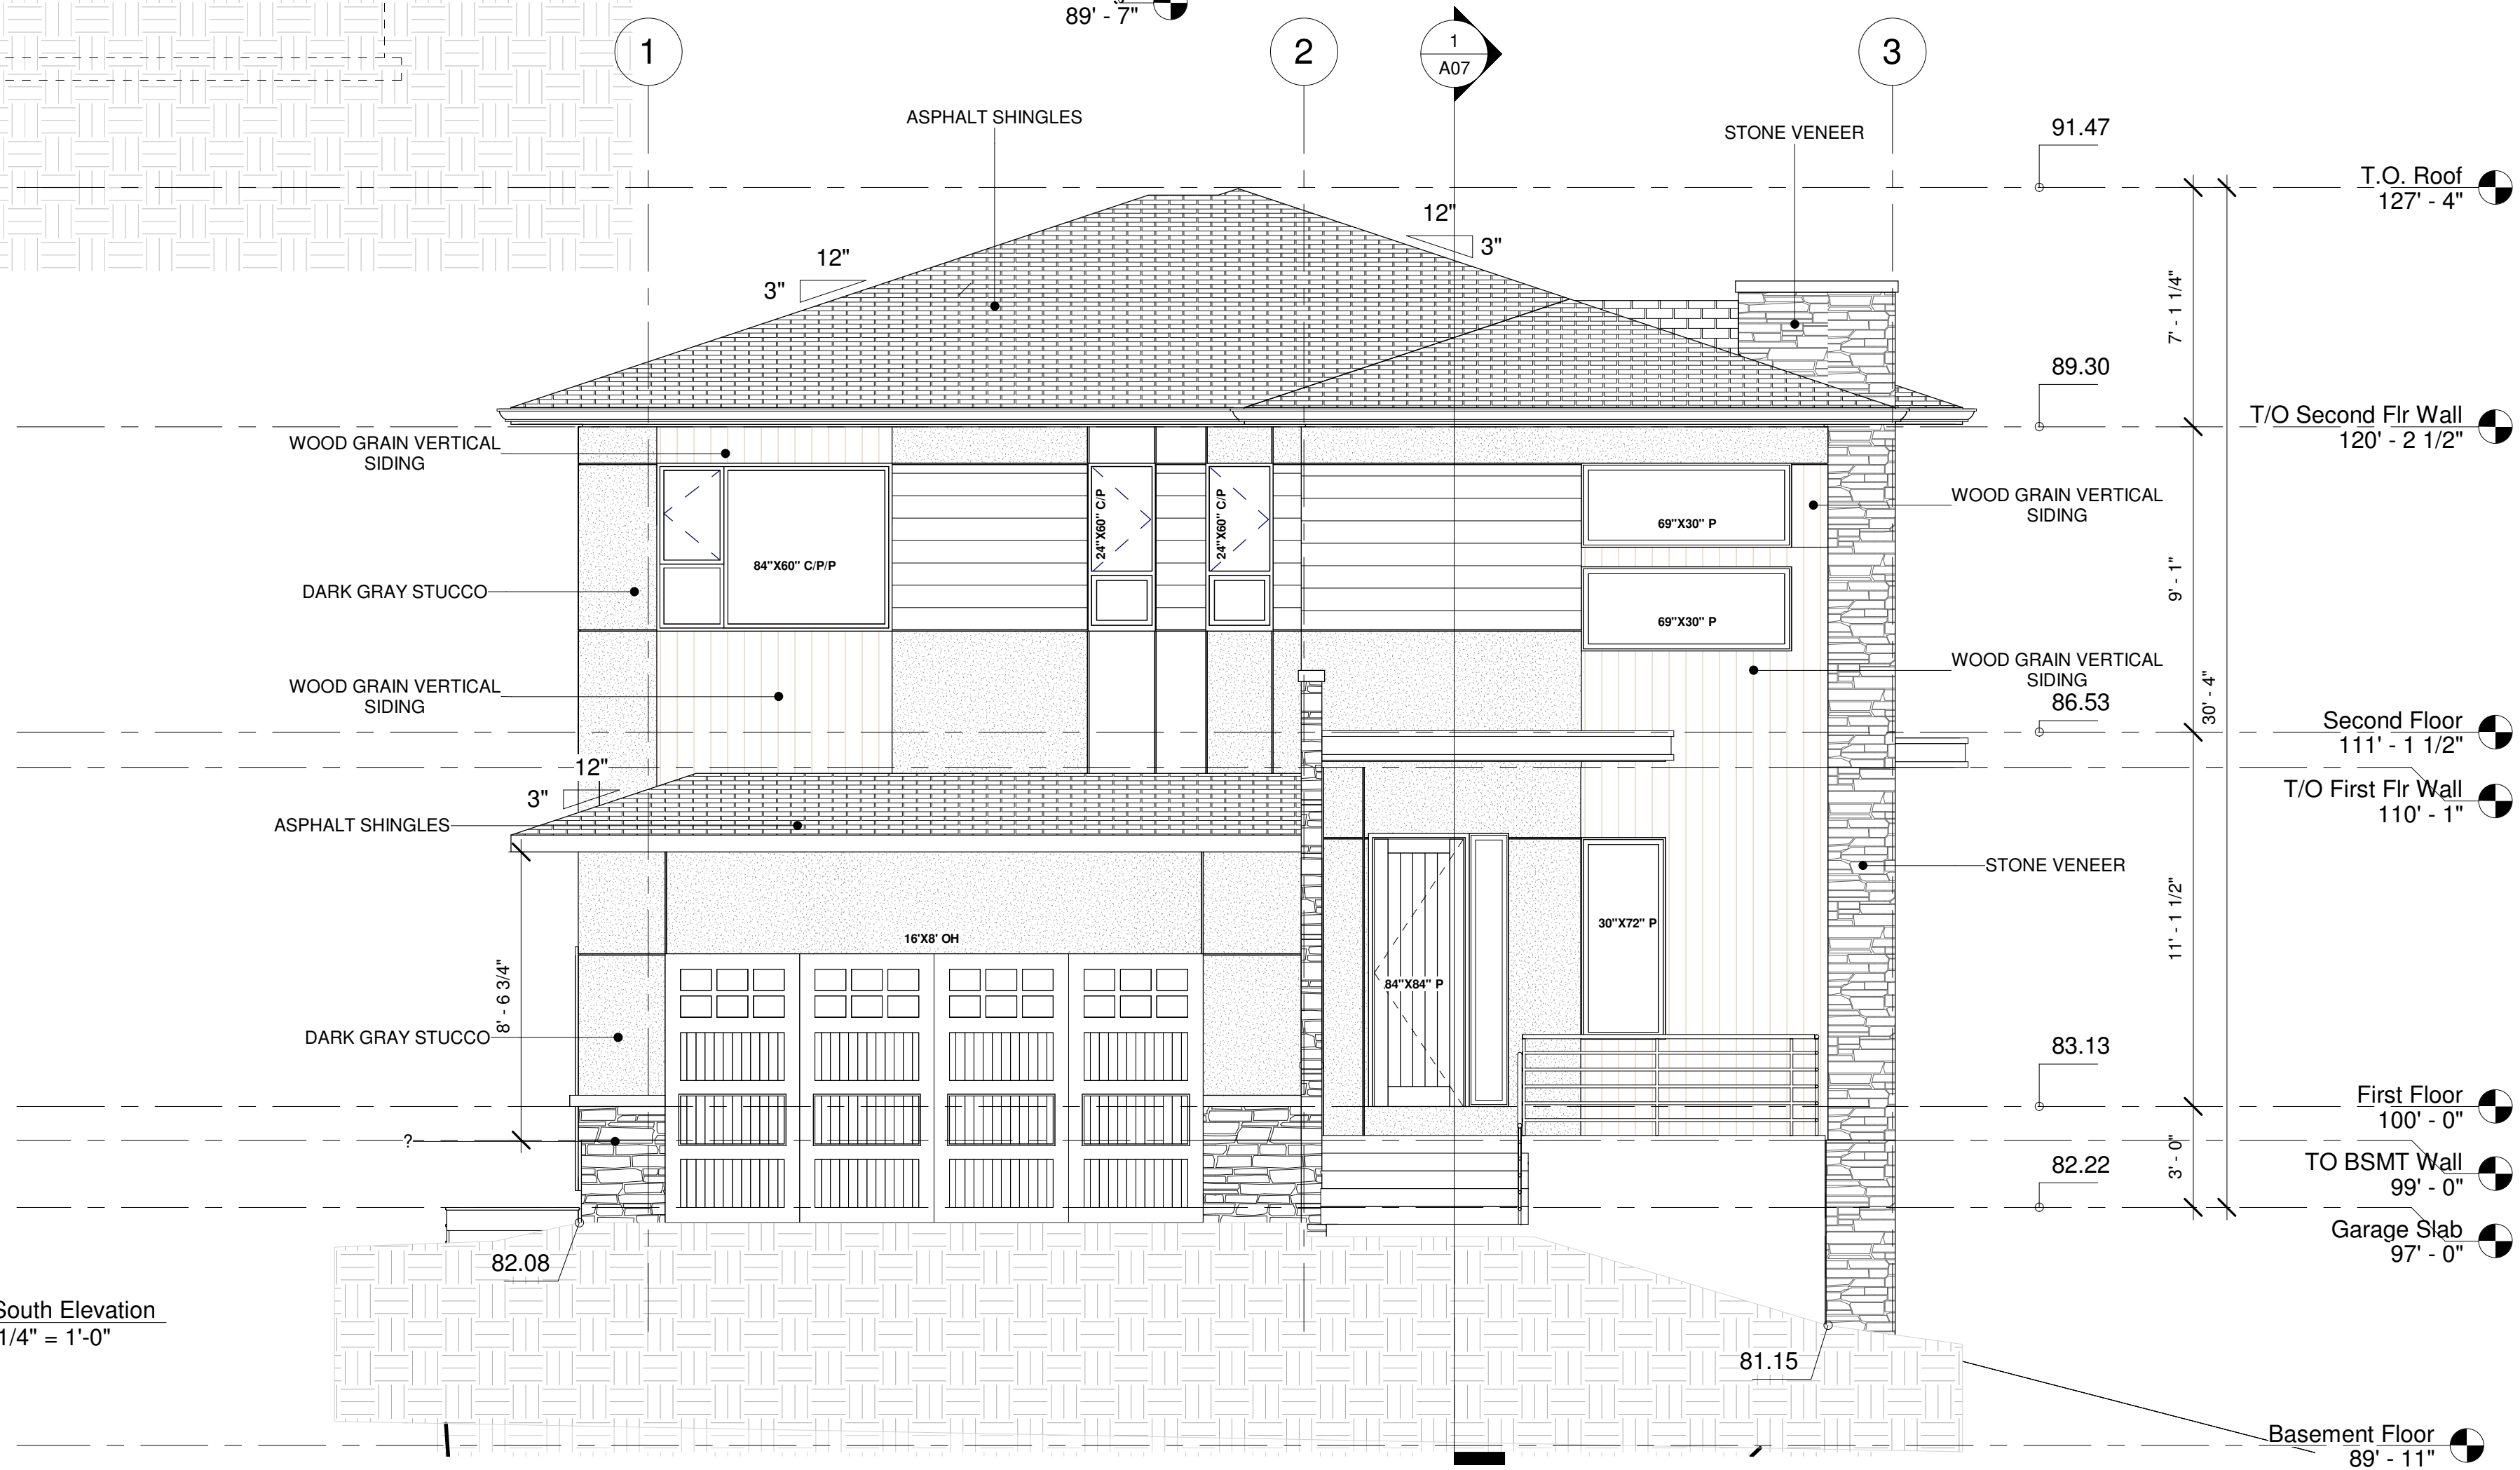 89' - 7"
1
2
1
A07
3
ASPHALT SHINGLES
STONE VENEER
91.47
T.O. Roof
127' - 4"
12"
3"
12"
3"
7' - 1 1/4"
89.30
T/O Second Flr Wall
120' - 2 1/2"
WOOD GRAIN VERTICAL
SIDING
84"X60" C/P/P
24"X60" C/P
24"X60" C/P
69"X30" P
WOOD GRAIN VERTICAL
SIDING
DARK GRAY STUCCO
69"X30" P
9' - 1"
WOOD GRAIN VERTICAL
SIDING
WOOD GRAIN VERTICAL
SIDING
86.53
30' - 4"
Second Floor
111' - 1 1/2"
12"
3"
T/O First Flr Wall
110' - 1"
ASPHALT SHINGLES
STONE VENEER
16'X8' OH
30"X72" P
11' - 1 1/2"
8' - 6 3/4"
84"X84" P
DARK GRAY STUCCO
83.13
First Floor
100' - 0"
?
3' - 0"
TO BSMT Wall
99' - 0"
82.22
Garage Slab
97' - 0"
82.08
South Elevation
1/4" = 1'-0"
81.15
Basement Floor
89' - 11"